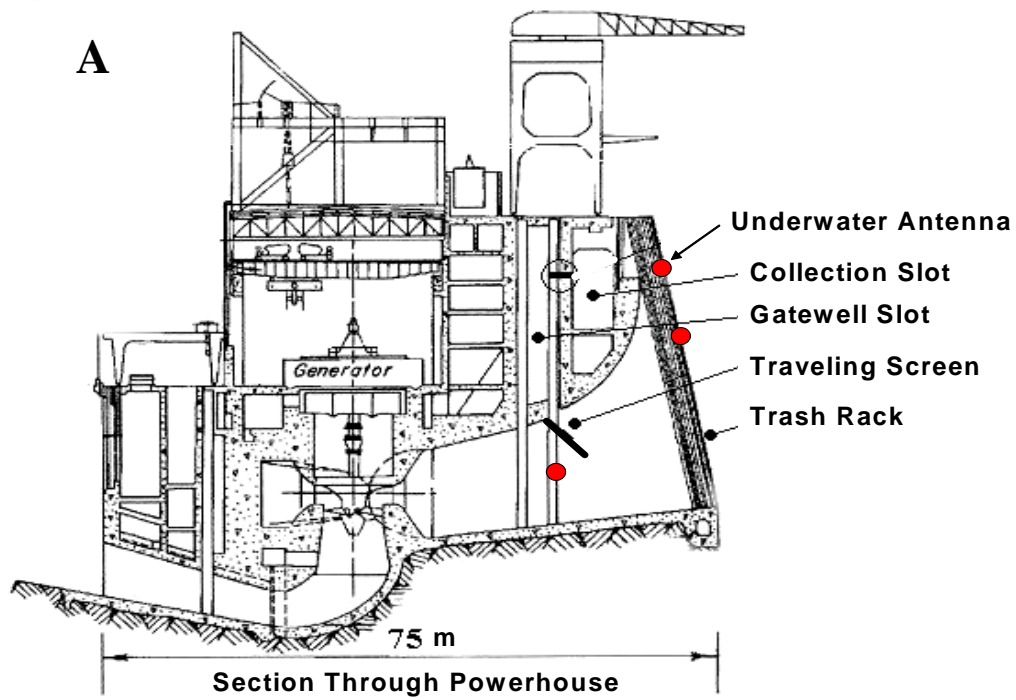 A
Underwater Antenna
Collection Slot
Gatewell Slot
Traveling Screen
Trash Rack
Generator
75 m
Section Through Powerhouse